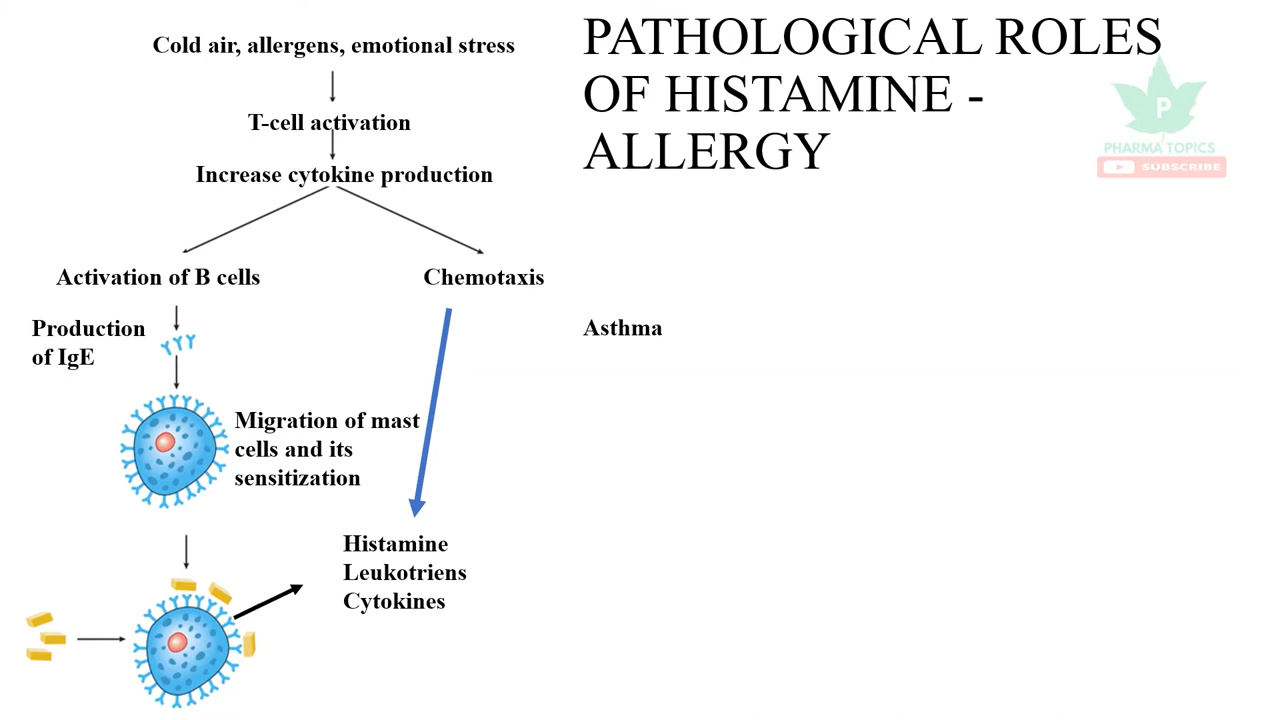 PATHOLOGICAL ROLES
OF HISTAMINE -
ALLERGY
P
PHARMA TOPICS
SUBSCRIBE
Cold air, allergens, emotional stress
T-cell activation
Increase cytokine production
Activation of B cells
Chemotaxis
Production
of IgE
Asthma
Migration of mast
cells and its
sensitization
Histamine
Leukotriens
Cytokines